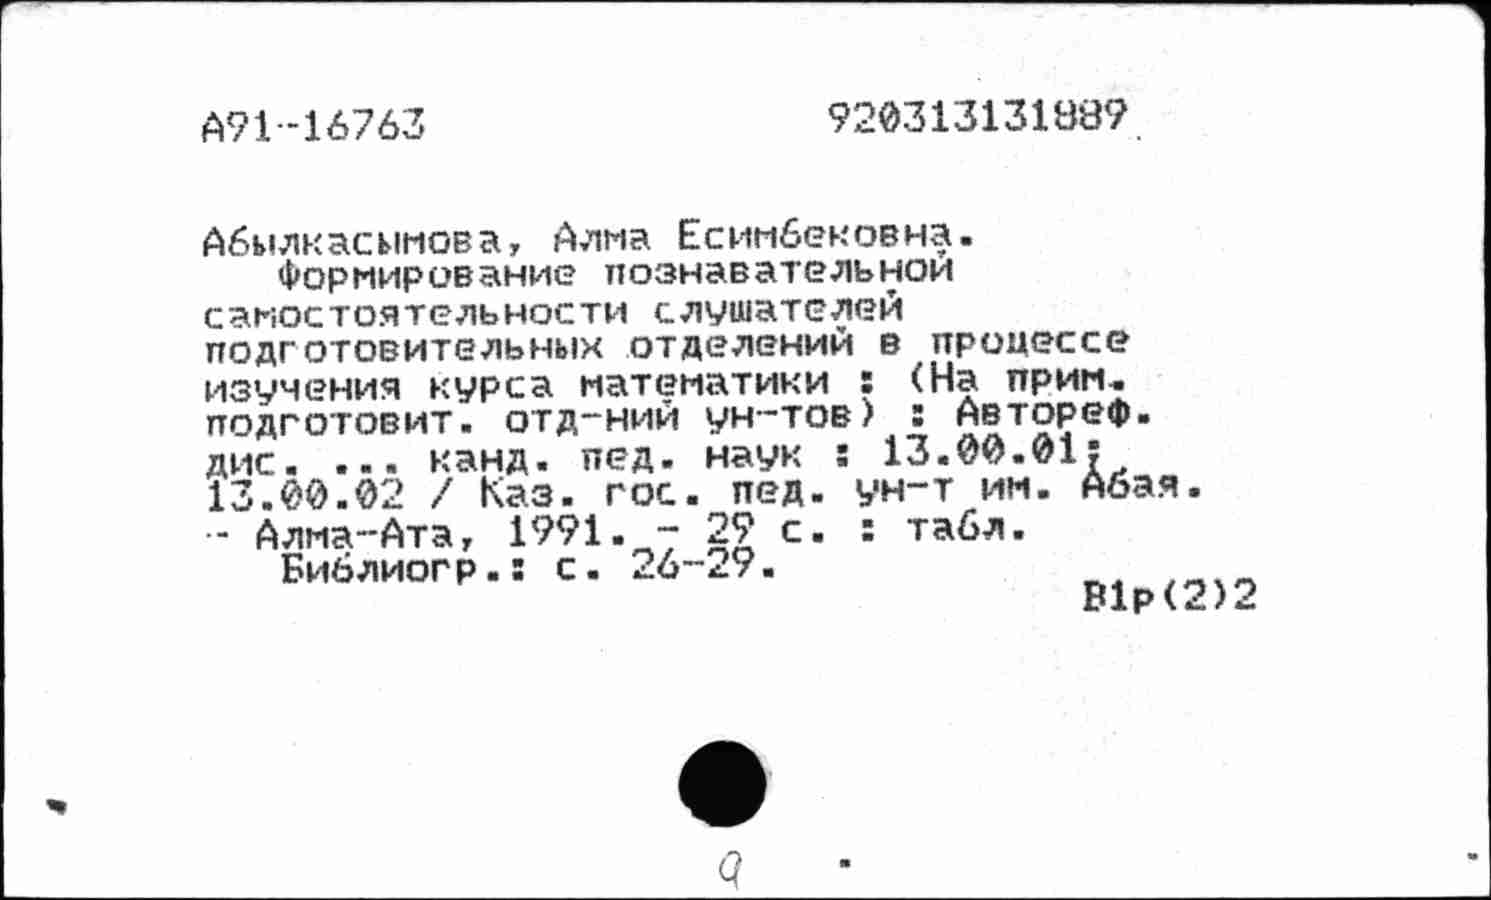 А91--16763
920313131889
Абылкасымова, Алма Есимбековна.
Формирование познавательной
самостоятельности слушателей
подготовительных отделений в процессе
изучения курса математики : (На прим.
подготовит. отд-ний ун-тов) : Автореф.
дис. ... канд. пед. наук : 13.00.01;
13.00.02 / Каз. гос. пед. ун-т им. Абая.
-- Алма-Ата, 1991. - 29 с. : табл.
Библиогр.: с. 26-29.
В1р(2)2